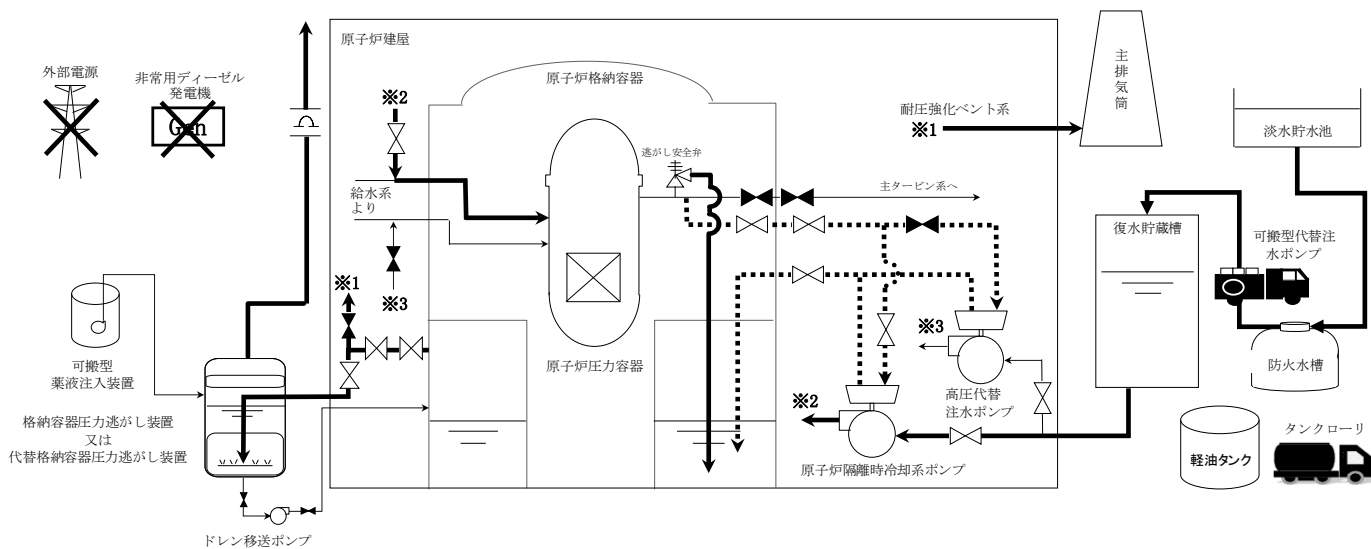 外部電源
非常用ディーゼル
発電機
Gen
原子炉建屋
原子炉格納容器
※2
逃がし安全弁
耐圧強化ベント系
※1
主排気筒
淡水貯水池
給水系
より
主タービン系へ
復水貯蔵槽
可搬型代替注
水ポンプ
※1
※3
可搬型
薬液注入装置
原子炉圧力容器
※3
高圧代替
注水ポンプ
防火水槽
※2
格納容器圧力逃がし装置
又は
代替格納容器圧力逃がし装置
原子炉隔離時冷却系ポンプ
軽油タンク
タンクローリ
ドレン移送ポンプ